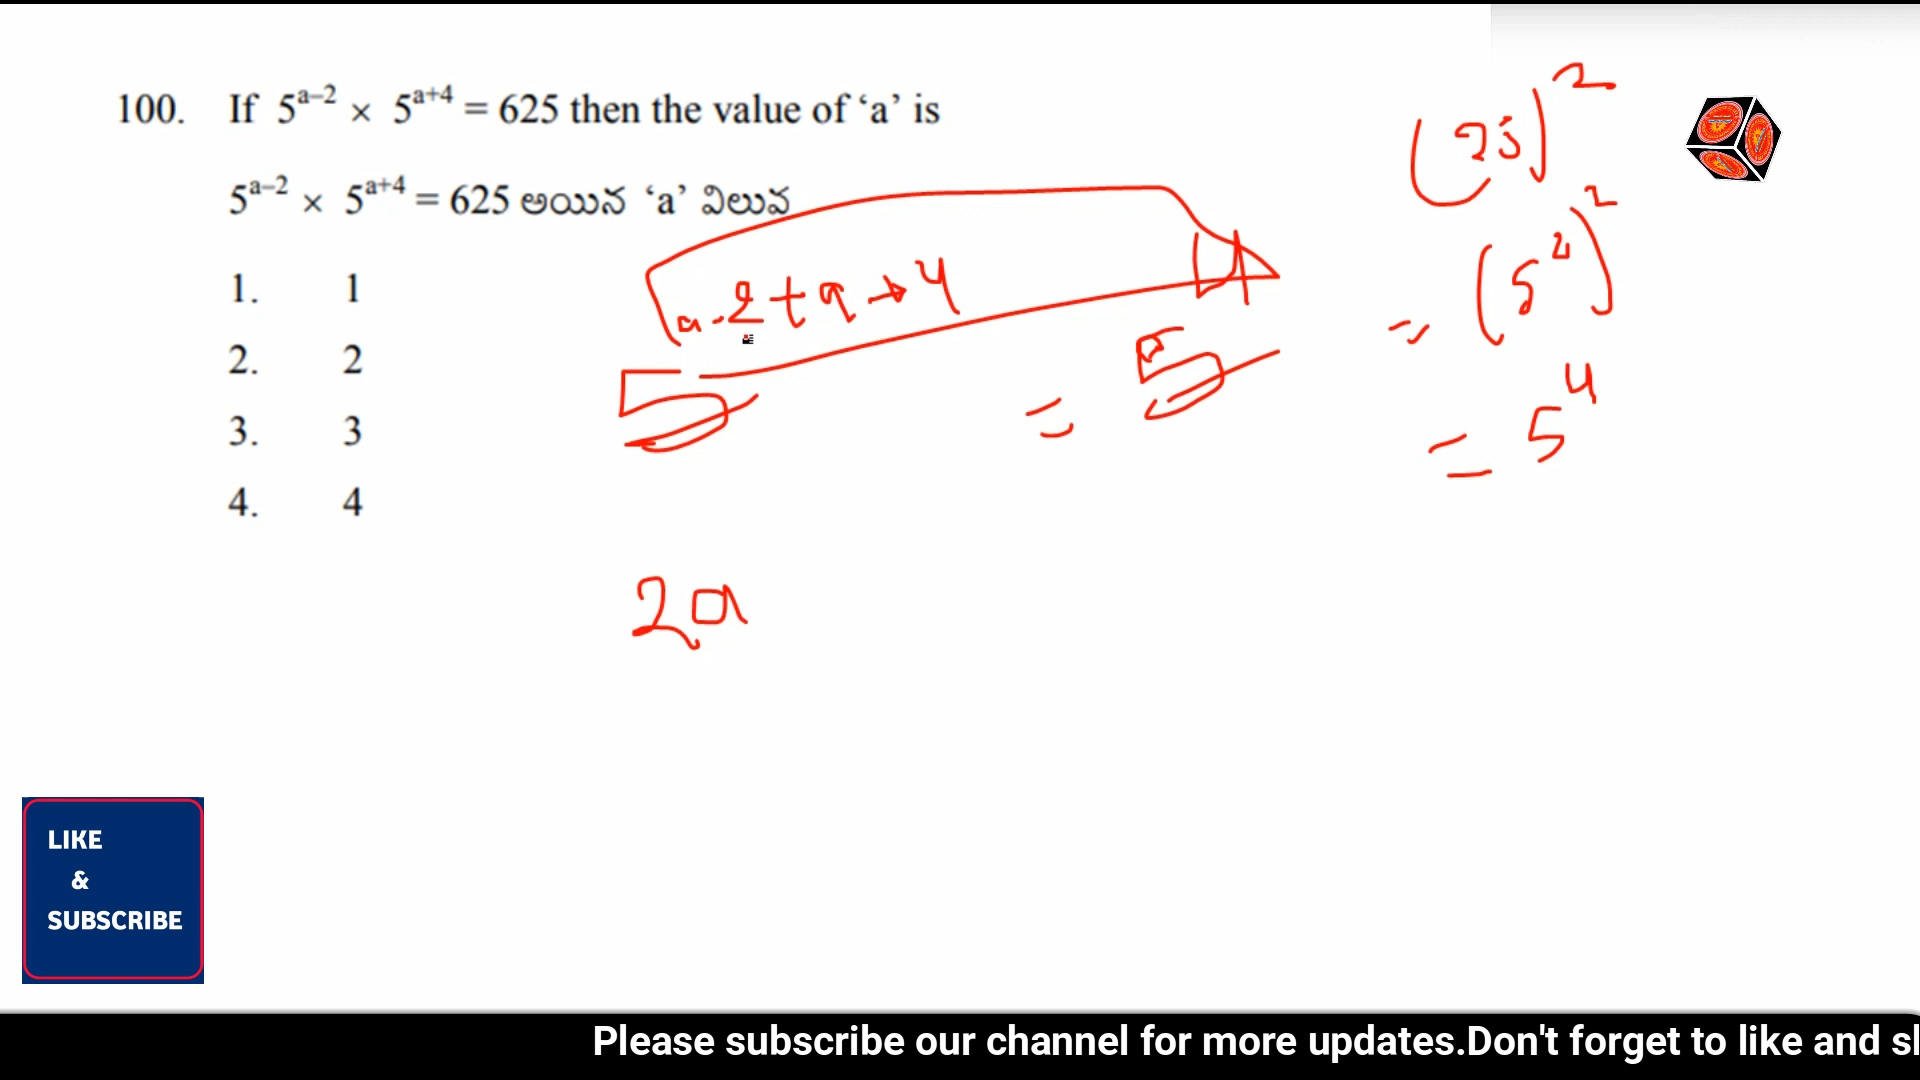 100. If 5^{a–2} × 5^{a+4} = 625 then the value of ‘a’ is
5^{a–2} × 5^{a+4} = 625 అయిన ‘a’ విలువ
1. 1
2. 2
3. 3
4. 4
(25)^2
= (5^2)^2
= 5^4
5^{a-2+a+4} = 5^4
2a
LIKE
&
SUBSCRIBE
Please subscribe our channel for more updates.Don't forget to like and